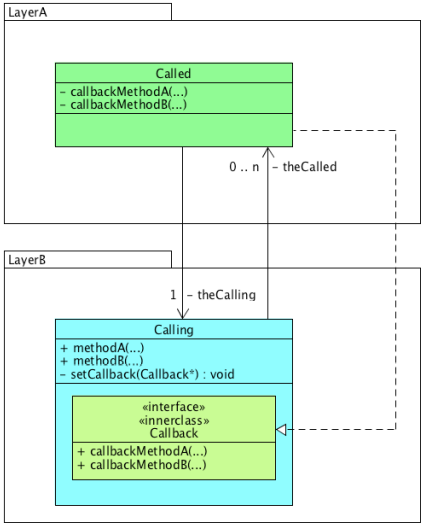 LayerA
Called
- callbackMethodA(...)
- callbackMethodB(...)
0 .. n - theCalled
LayerB
1 - theCalling
Calling
+ methodA(...)
+ methodB(...)
- setCallback(Callback*) : void
«interface»
«innerclass»
Callback
+ callbackMethodA(...)
+ callbackMethodB(...)